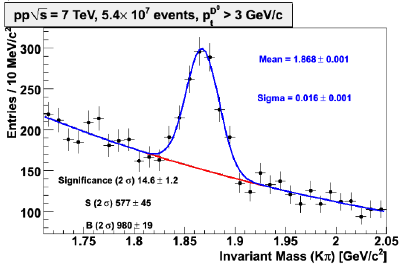 pp√s = 7 TeV, 5.4× 10⁷ events, pₜᴰ⁰ > 3 GeV/c
Entries / 10 MeV/c²
300
250
200
150
100
Mean = 1.868 ± 0.001
Sigma = 0.016 ± 0.001
Significance (2 σ) 14.6 ± 1.2
S (2 σ) 577 ± 45
B (2 σ) 980 ± 19
1.75 1.8 1.85 1.9 1.95 2 2.05
Invariant Mass (Kπ) [GeV/c²]